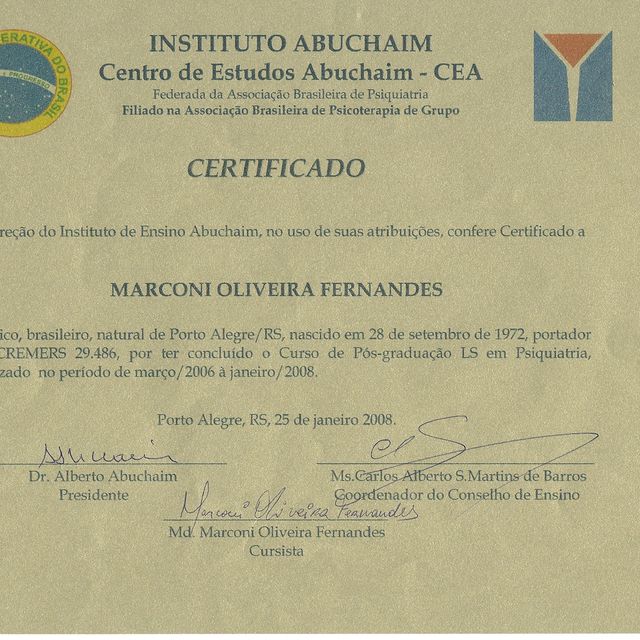 INSTITUTO ABUCHAIM
Centro de Estudos Abuchaim - CEA
Federada da Associação Brasileira de Psiquiatria
Filiado na Associação Brasileira de Psicoterapia de Grupo
ERATIVA DO BRASIL
PROGRESSO
CERTIFICADO
reção do Instituto de Ensino Abuchaim, no uso de suas atribuições, confere Certificado a
MARCONI OLIVEIRA FERNANDES
ico, brasileiro, natural de Porto Alegre/RS, nascido em 28 de setembro de 1972, portador
CREMERS 29.486, por ter concluído o Curso de Pós-graduação LS em Psiquiatria,
zado no período de março/2006 à janeiro/2008.
Porto Alegre, RS, 25 de janeiro 2008.
Dr. Alberto Abuchaim
Presidente
Ms.Carlos Alberto S.Martins de Barros
Coordenador do Conselho de Ensino
Marconi Oliveira Fernandes
Md. Marconi Oliveira Fernandes
Cursista